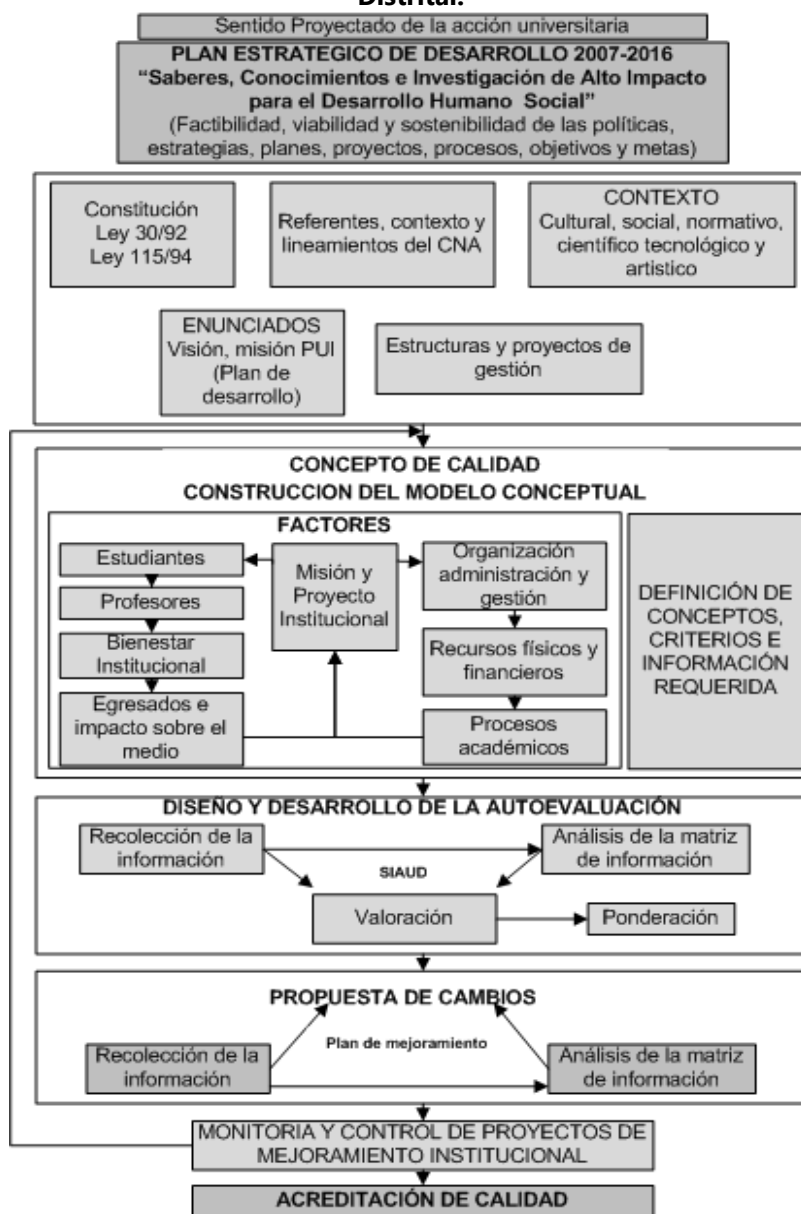 Distrital.
Sentido Proyectado de la acción universitaria
PLAN ESTRATEGICO DE DESARROLLO 2007-2016
“Saberes, Conocimientos e Investigación de Alto Impacto
para el Desarrollo Humano Social”
(Factibilidad, viabilidad y sostenibilidad de las políticas,
estrategias, planes, proyectos, procesos, objetivos y metas)
Constitución
Ley 30/92
Ley 115/94
Referentes, contexto y
lineamientos del CNA
CONTEXTO
Cultural, social, normativo,
científico tecnológico y
artistico
ENUNCIADOS
Visión, misión PUI
(Plan de
desarrollo)
Estructuras y proyectos de
gestión
CONCEPTO DE CALIDAD
CONSTRUCCION DEL MODELO CONCEPTUAL
FACTORES
Estudiantes
Profesores
Bienestar
Institucional
Egresados e
impacto sobre el
medio
Misión y
Proyecto
Institucional
Organización
administración y
gestión
Recursos físicos y
financieros
Procesos
académicos
DEFINICIÓN DE
CONCEPTOS,
CRITERIOS E
INFORMACIÓN
REQUERIDA
DISEÑO Y DESARROLLO DE LA AUTOEVALUACIÓN
Recolección de la
información
SIAUD
Análisis de la matriz
de información
Valoración
Ponderación
PROPUESTA DE CAMBIOS
Recolección de la
información
Plan de mejoramiento
Análisis de la matriz
de información
MONITORIA Y CONTROL DE PROYECTOS DE
MEJORAMIENTO INSTITUCIONAL
ACREDITACIÓN DE CALIDAD